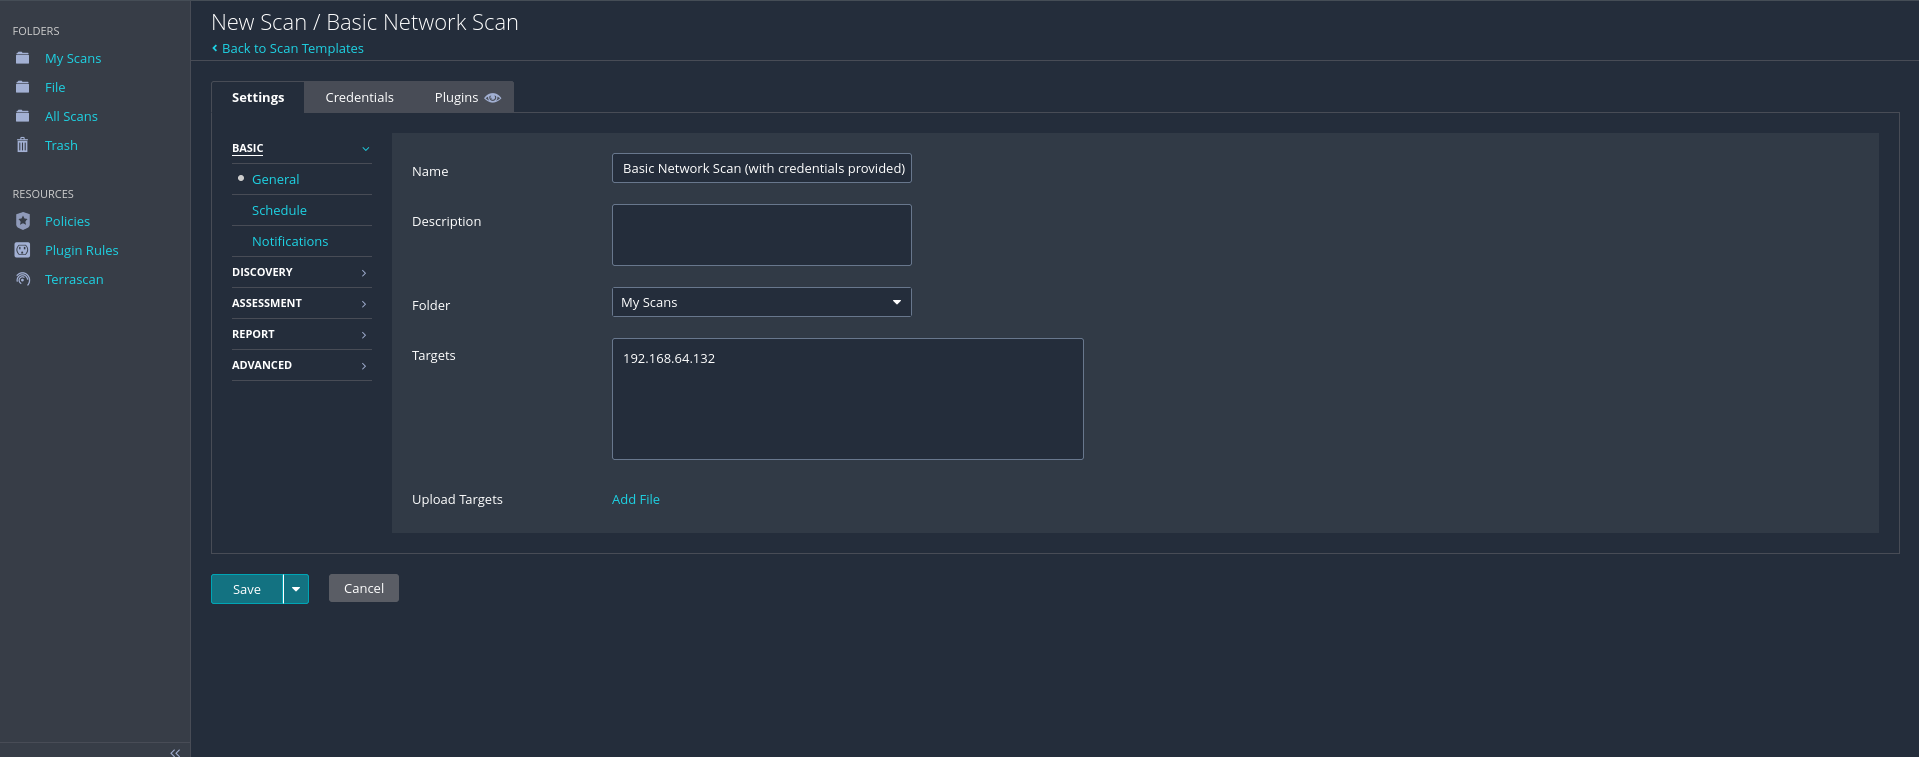 FOLDERS
My Scans
File
All Scans
Trash
RESOURCES
Policies
Plugin Rules
Terrascan
New Scan / Basic Network Scan
Back to Scan Templates
Settings
Credentials
Plugins
BASIC
General
Schedule
Notifications
DISCOVERY
ASSESSMENT
REPORT
ADVANCED
Name
Basic Network Scan (with credentials provided)
Description
Folder
My Scans
Targets
192.168.64.132
Upload Targets
Add File
Save
Cancel